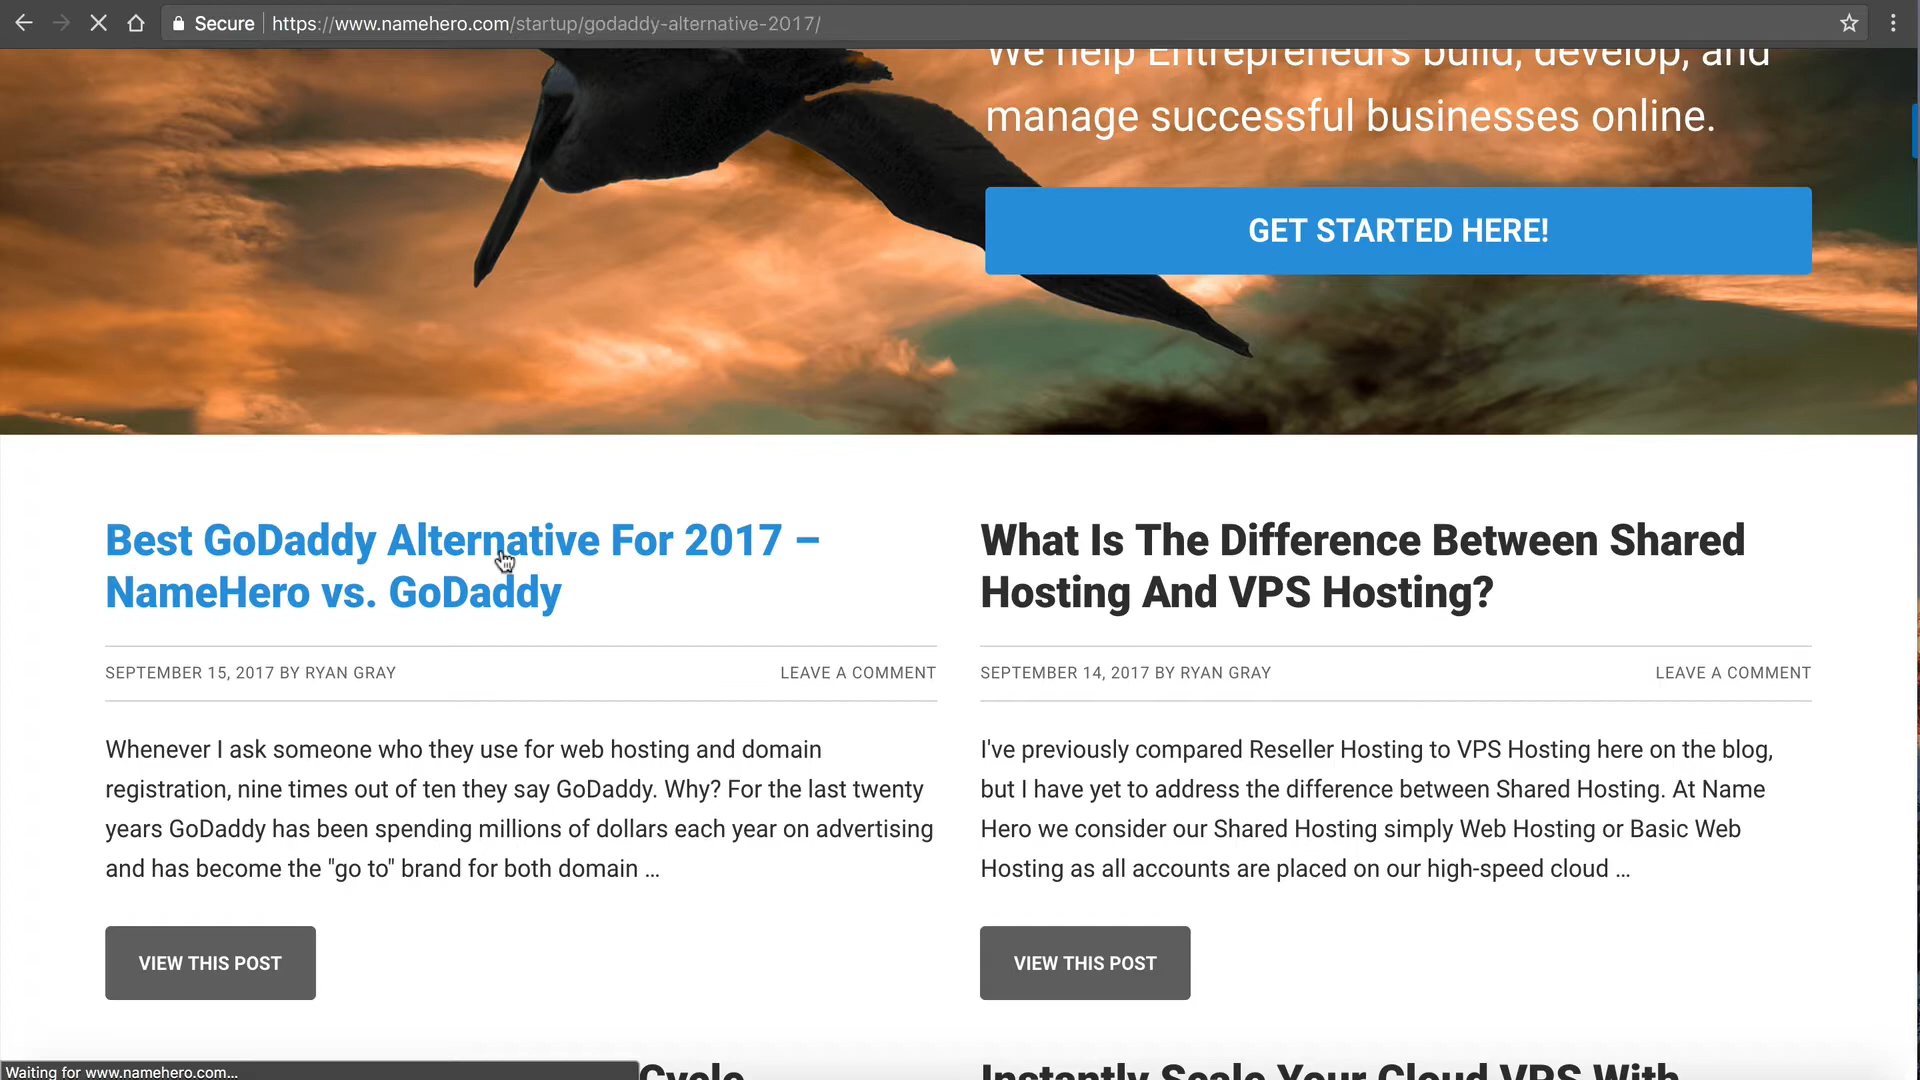 Secure https://www.namehero.com/startup/godaddy-alternative-2017/
We help Entrepreneurs build, develop, and
manage successful businesses online.
GET STARTED HERE!
Best GoDaddy Alternative For 2017 –
NameHero vs. GoDaddy
SEPTEMBER 15, 2017 BY RYAN GRAY
LEAVE A COMMENT
Whenever I ask someone who they use for web hosting and domain
registration, nine times out of ten they say GoDaddy. Why? For the last twenty
years GoDaddy has been spending millions of dollars each year on advertising
and has become the "go to" brand for both domain ...
VIEW THIS POST
What Is The Difference Between Shared
Hosting And VPS Hosting?
SEPTEMBER 14, 2017 BY RYAN GRAY
LEAVE A COMMENT
I've previously compared Reseller Hosting to VPS Hosting here on the blog,
but I have yet to address the difference between Shared Hosting. At Name
Hero we consider our Shared Hosting simply Web Hosting or Basic Web
Hosting as all accounts are placed on our high-speed cloud ...
VIEW THIS POST
Cycle
Instantly Scale Your Cloud VPS With
Waiting for www.namehero.com...